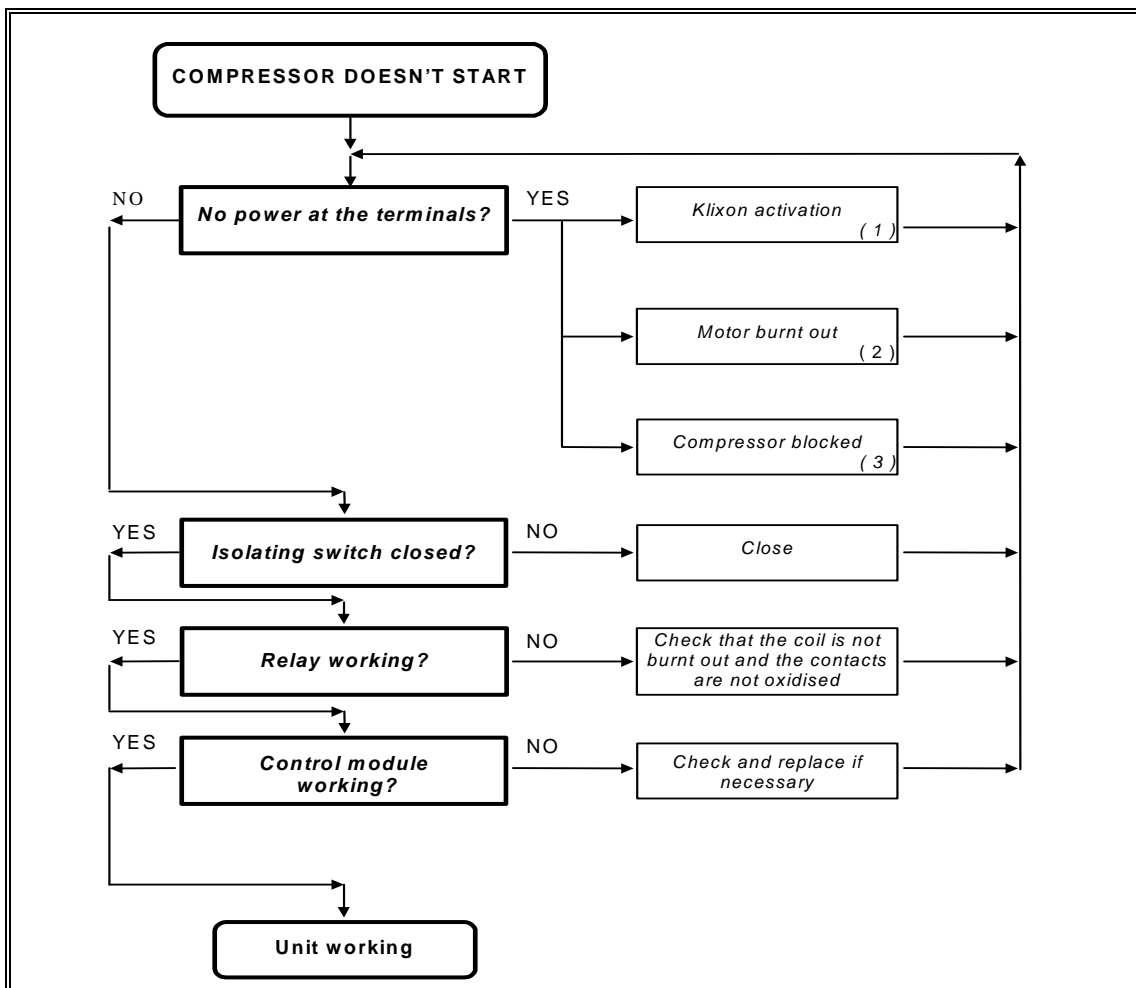 COMPRESSOR DOESN'T START
NO
No power at the terminals?
YES
Klixon activation
(1)
Motor burnt out
(2)
Compressor blocked
(3)
YES
Isolating switch closed?
NO
Close
YES
Relay working?
NO
Check that the coil is not
burnt out and the contacts
are not oxidised
YES
Control module
working?
NO
Check and replace if
necessary
Unit working